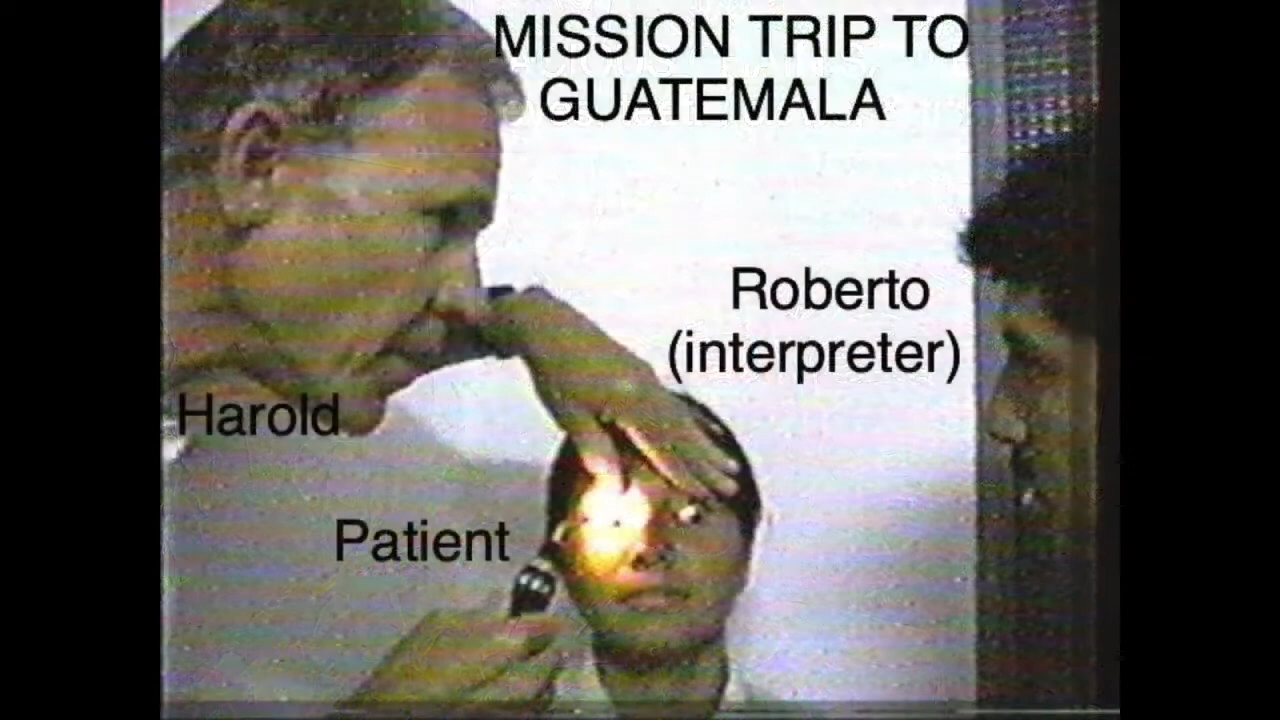 MISSION TRIP TO
GUATEMALA
Roberto
(interpreter)
Harold
Patient